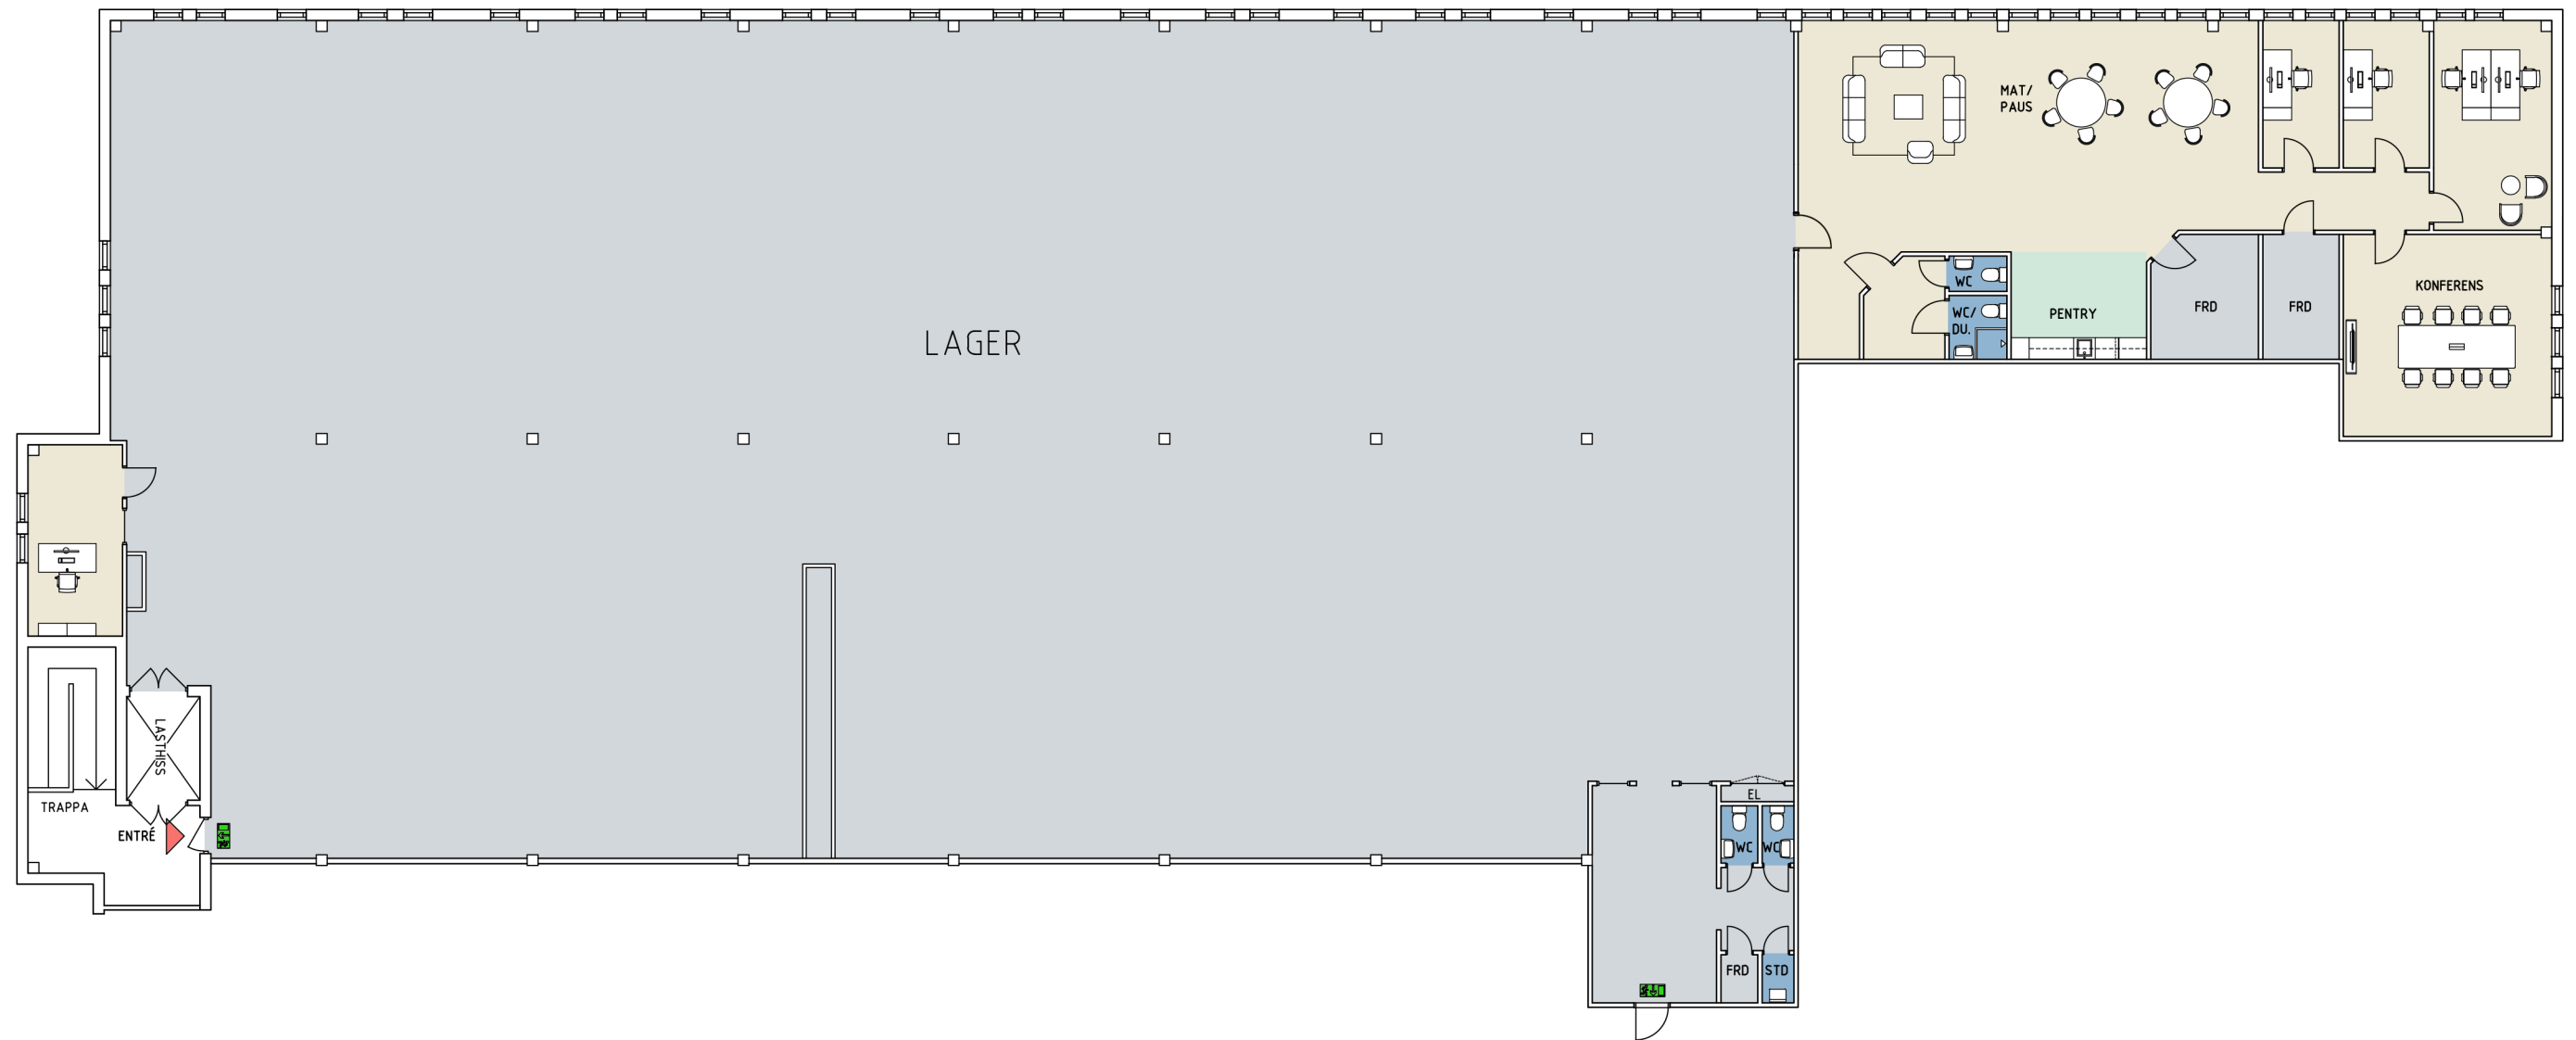 MAT/
PAUS
WC
WC/
DU.
PENTRY
FRD
FRD
KONFERENS
LAGER
LASTHISS
TRAPPA
ENTRÉ
EL
WC
WC
FRD
STD